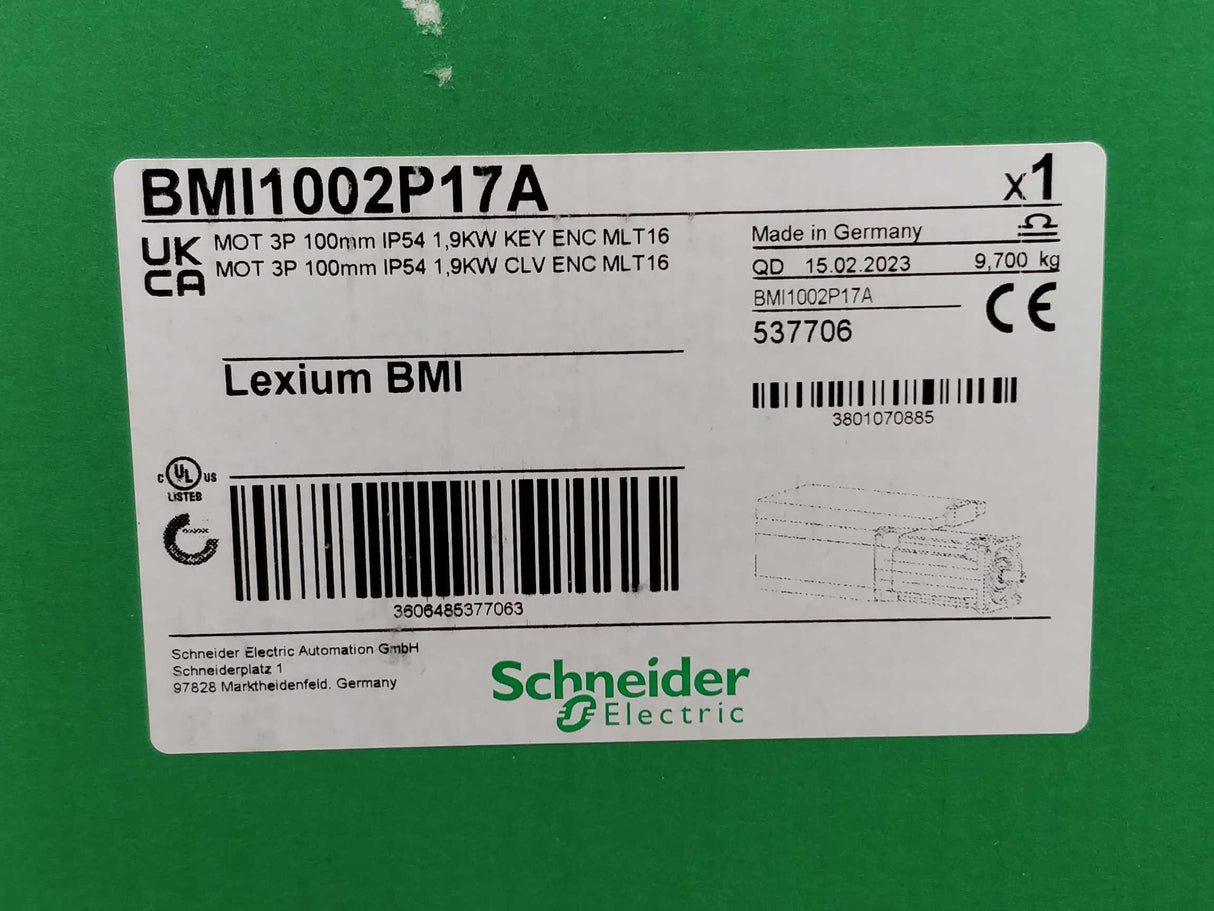 BMI1002P17A
x1
UK
CA
MOT 3P 100mm IP54 1,9KW KEY ENC MLT16
MOT 3P 100mm IP54 1,9KW CLV ENC MLT16
Made in Germany
QD 15.02.2023 9,700 kg
BMI1002P17A
537706
CE
Lexium BMI
3801070885
C UL US
LISTED
3606485377063
Schneider Electric Automation GmbH
Schneiderplatz 1
97828 Marktheidenfeld. Germany
Schneider
Electric